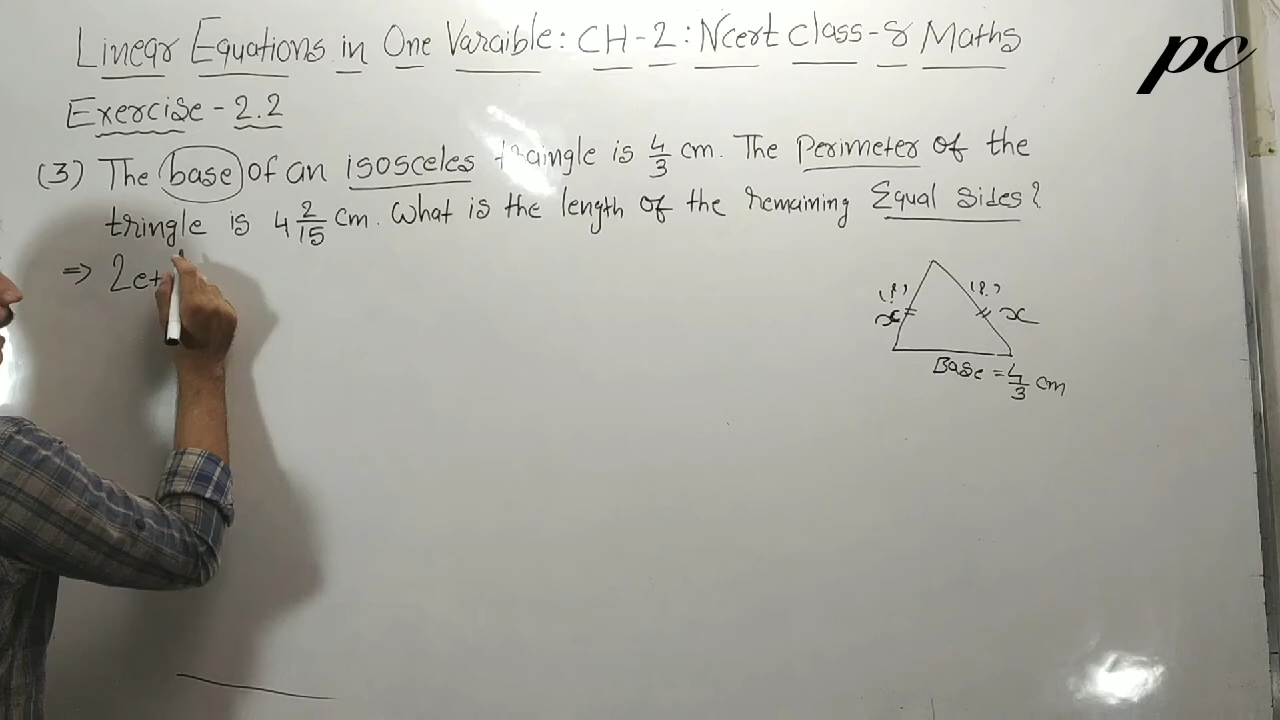 Linear Equations in One Varaible: CH-2: Ncert Class-8 Maths
pc
Exercise - 2.2
(3) The base of an isosceles traingle is 4/3 cm. The Perimeter of the
tringle is 4 2/15 cm. What is the length of the remaining Equal sides?
=> Let
(?) (?)
x x
Base = 4/3 cm